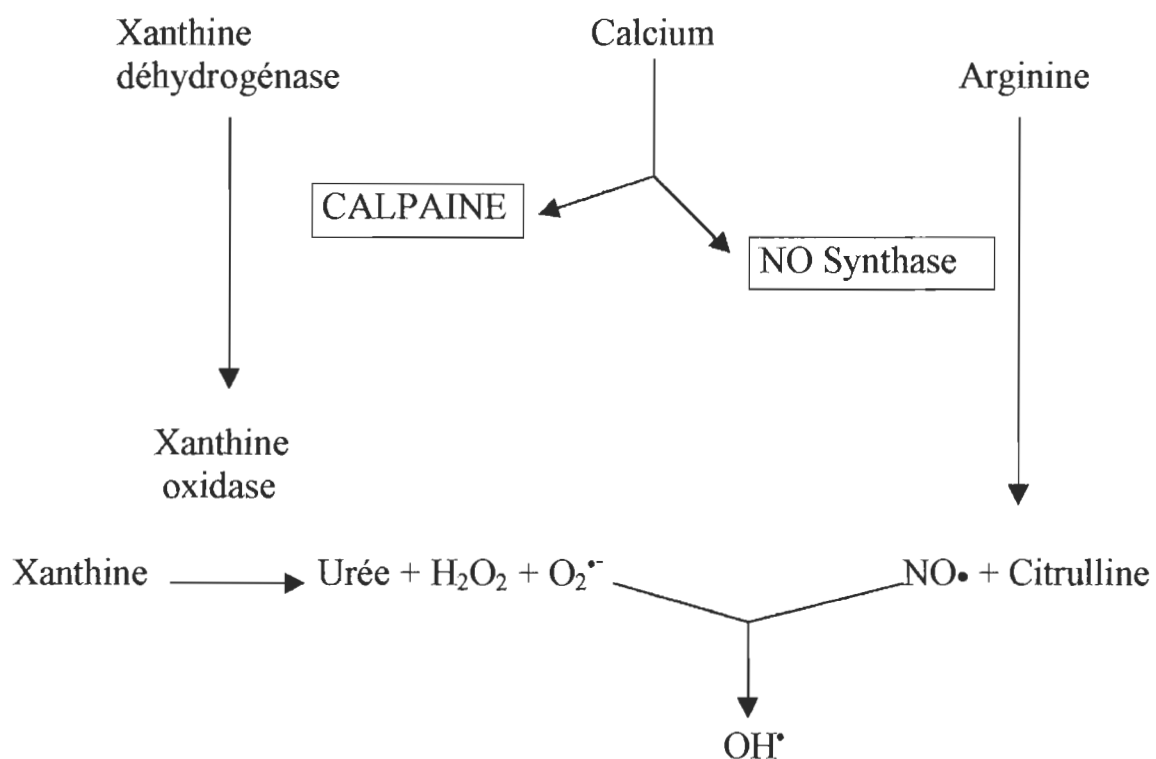 Xanthine
déhydrogénase
Calcium
Arginine
CALPAINE
NO Synthase
Xanthine
oxidase
Xanthine
Urée + H₂O₂ + O₂•-
NO• + Citrulline
OH•